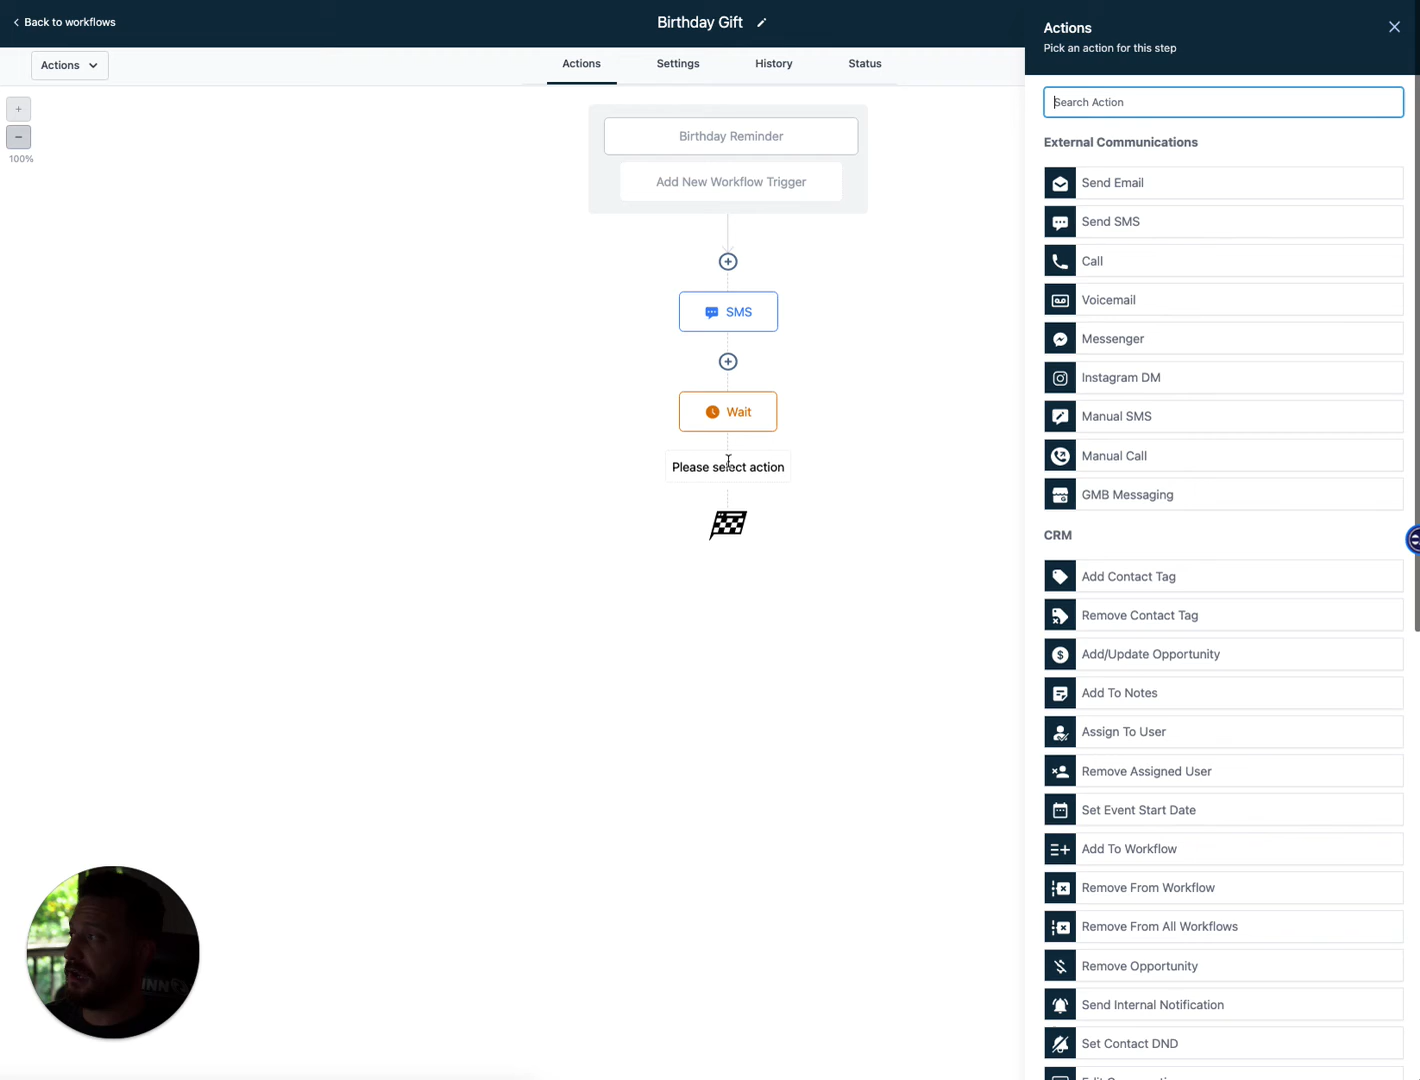 Back to workflows
Birthday Gift
Actions
Pick an action for this step
Actions
Actions
Settings
History
Status
100%
Birthday Reminder
Add New Workflow Trigger
SMS
Wait
Please select action
Search Action
External Communications
Send Email
Send SMS
Call
Voicemail
Messenger
Instagram DM
Manual SMS
Manual Call
GMB Messaging
CRM
Add Contact Tag
Remove Contact Tag
Add/Update Opportunity
Add To Notes
Assign To User
Remove Assigned User
Set Event Start Date
Add To Workflow
Remove From Workflow
Remove From All Workflows
Remove Opportunity
Send Internal Notification
Set Contact DND